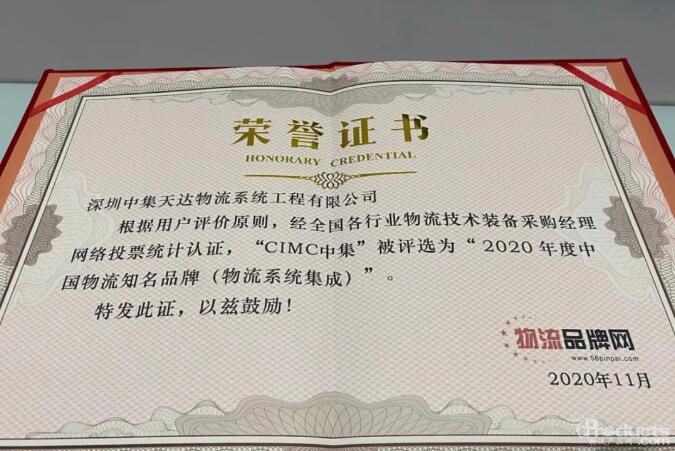 荣誉证书
HONORARY CREDENTIAL
深圳中集天达物流系统工程有限公司
根据用户评价原则，经全国各行业物流技术装备采购经理
网络投票统计认证，“CIMC中集”被评选为“2020年度中
国物流知名品牌（物流系统集成）”。
特发此证，以兹鼓励！
物流品牌网
www.56pinpai.com
2020年11月
Products